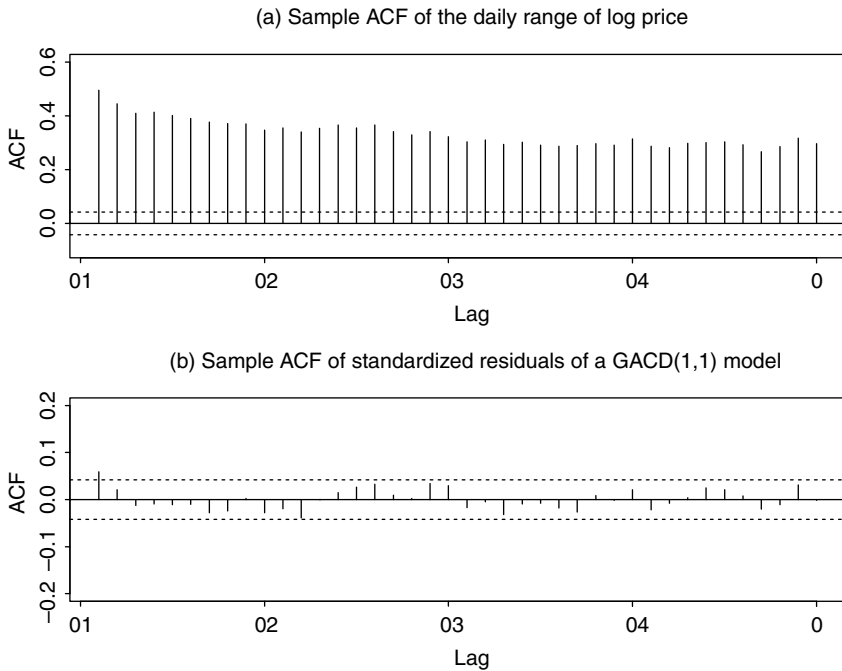 (a) Sample ACF of the daily range of log price
ACF
0.6
0.4
0.2
0.0
01 02 03 04 0
Lag
(b) Sample ACF of standardized residuals of a GACD(1,1) model
ACF
0.2
0.1
0.0
−0.1
−0.2
01 02 03 04 0
Lag